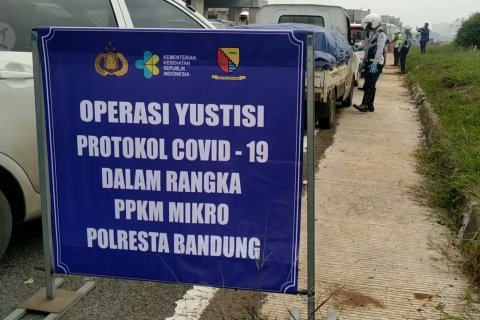 KEMENTERIAN
KESEHATAN
REPUBLIK
INDONESIA
OPERASI YUSTISI
PROTOKOL COVID - 19
DALAM RANGKA
PPKM MIKRO
POLRESTA BANDUNG